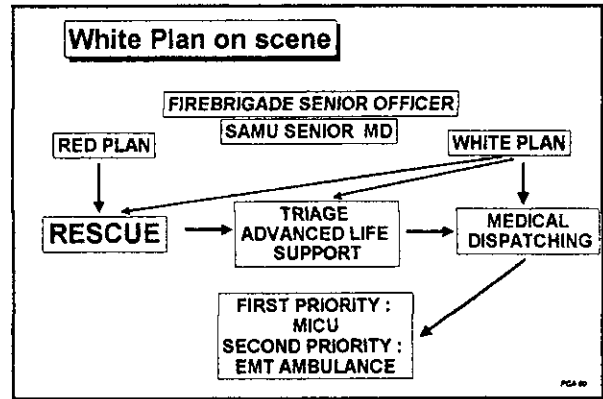 White Plan on scene
FIREBRIGADE SENIOR OFFICER
SAMU SENIOR MD
RED PLAN
WHITE PLAN
RESCUE
TRIAGE
ADVANCED LIFE
SUPPORT
MEDICAL
DISPATCHING
FIRST PRIORITY :
MICU
SECOND PRIORITY :
EMT AMBULANCE